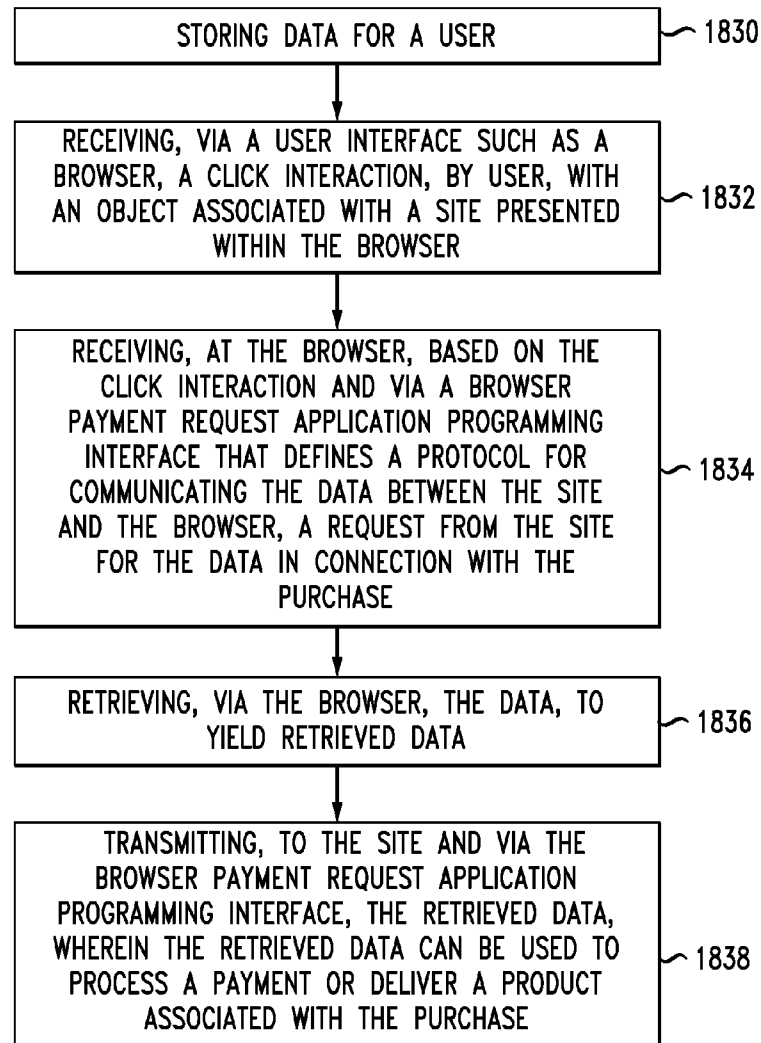 STORING DATA FOR A USER
1830
RECEIVING, VIA A USER INTERFACE SUCH AS A
BROWSER, A CLICK INTERACTION, BY USER, WITH
AN OBJECT ASSOCIATED WITH A SITE PRESENTED
WITHIN THE BROWSER
1832
RECEIVING, AT THE BROWSER, BASED ON THE
CLICK INTERACTION AND VIA A BROWSER
PAYMENT REQUEST APPLICATION PROGRAMMING
INTERFACE THAT DEFINES A PROTOCOL FOR
COMMUNICATING THE DATA BETWEEN THE SITE
AND THE BROWSER, A REQUEST FROM THE SITE
FOR THE DATA IN CONNECTION WITH THE
PURCHASE
1834
RETRIEVING, VIA THE BROWSER, THE DATA, TO
YIELD RETRIEVED DATA
1836
TRANSMITTING, TO THE SITE AND VIA THE
BROWSER PAYMENT REQUEST APPLICATION
PROGRAMMING INTERFACE, THE RETRIEVED DATA,
WHEREIN THE RETRIEVED DATA CAN BE USED TO
PROCESS A PAYMENT OR DELIVER A PRODUCT
ASSOCIATED WITH THE PURCHASE
1838